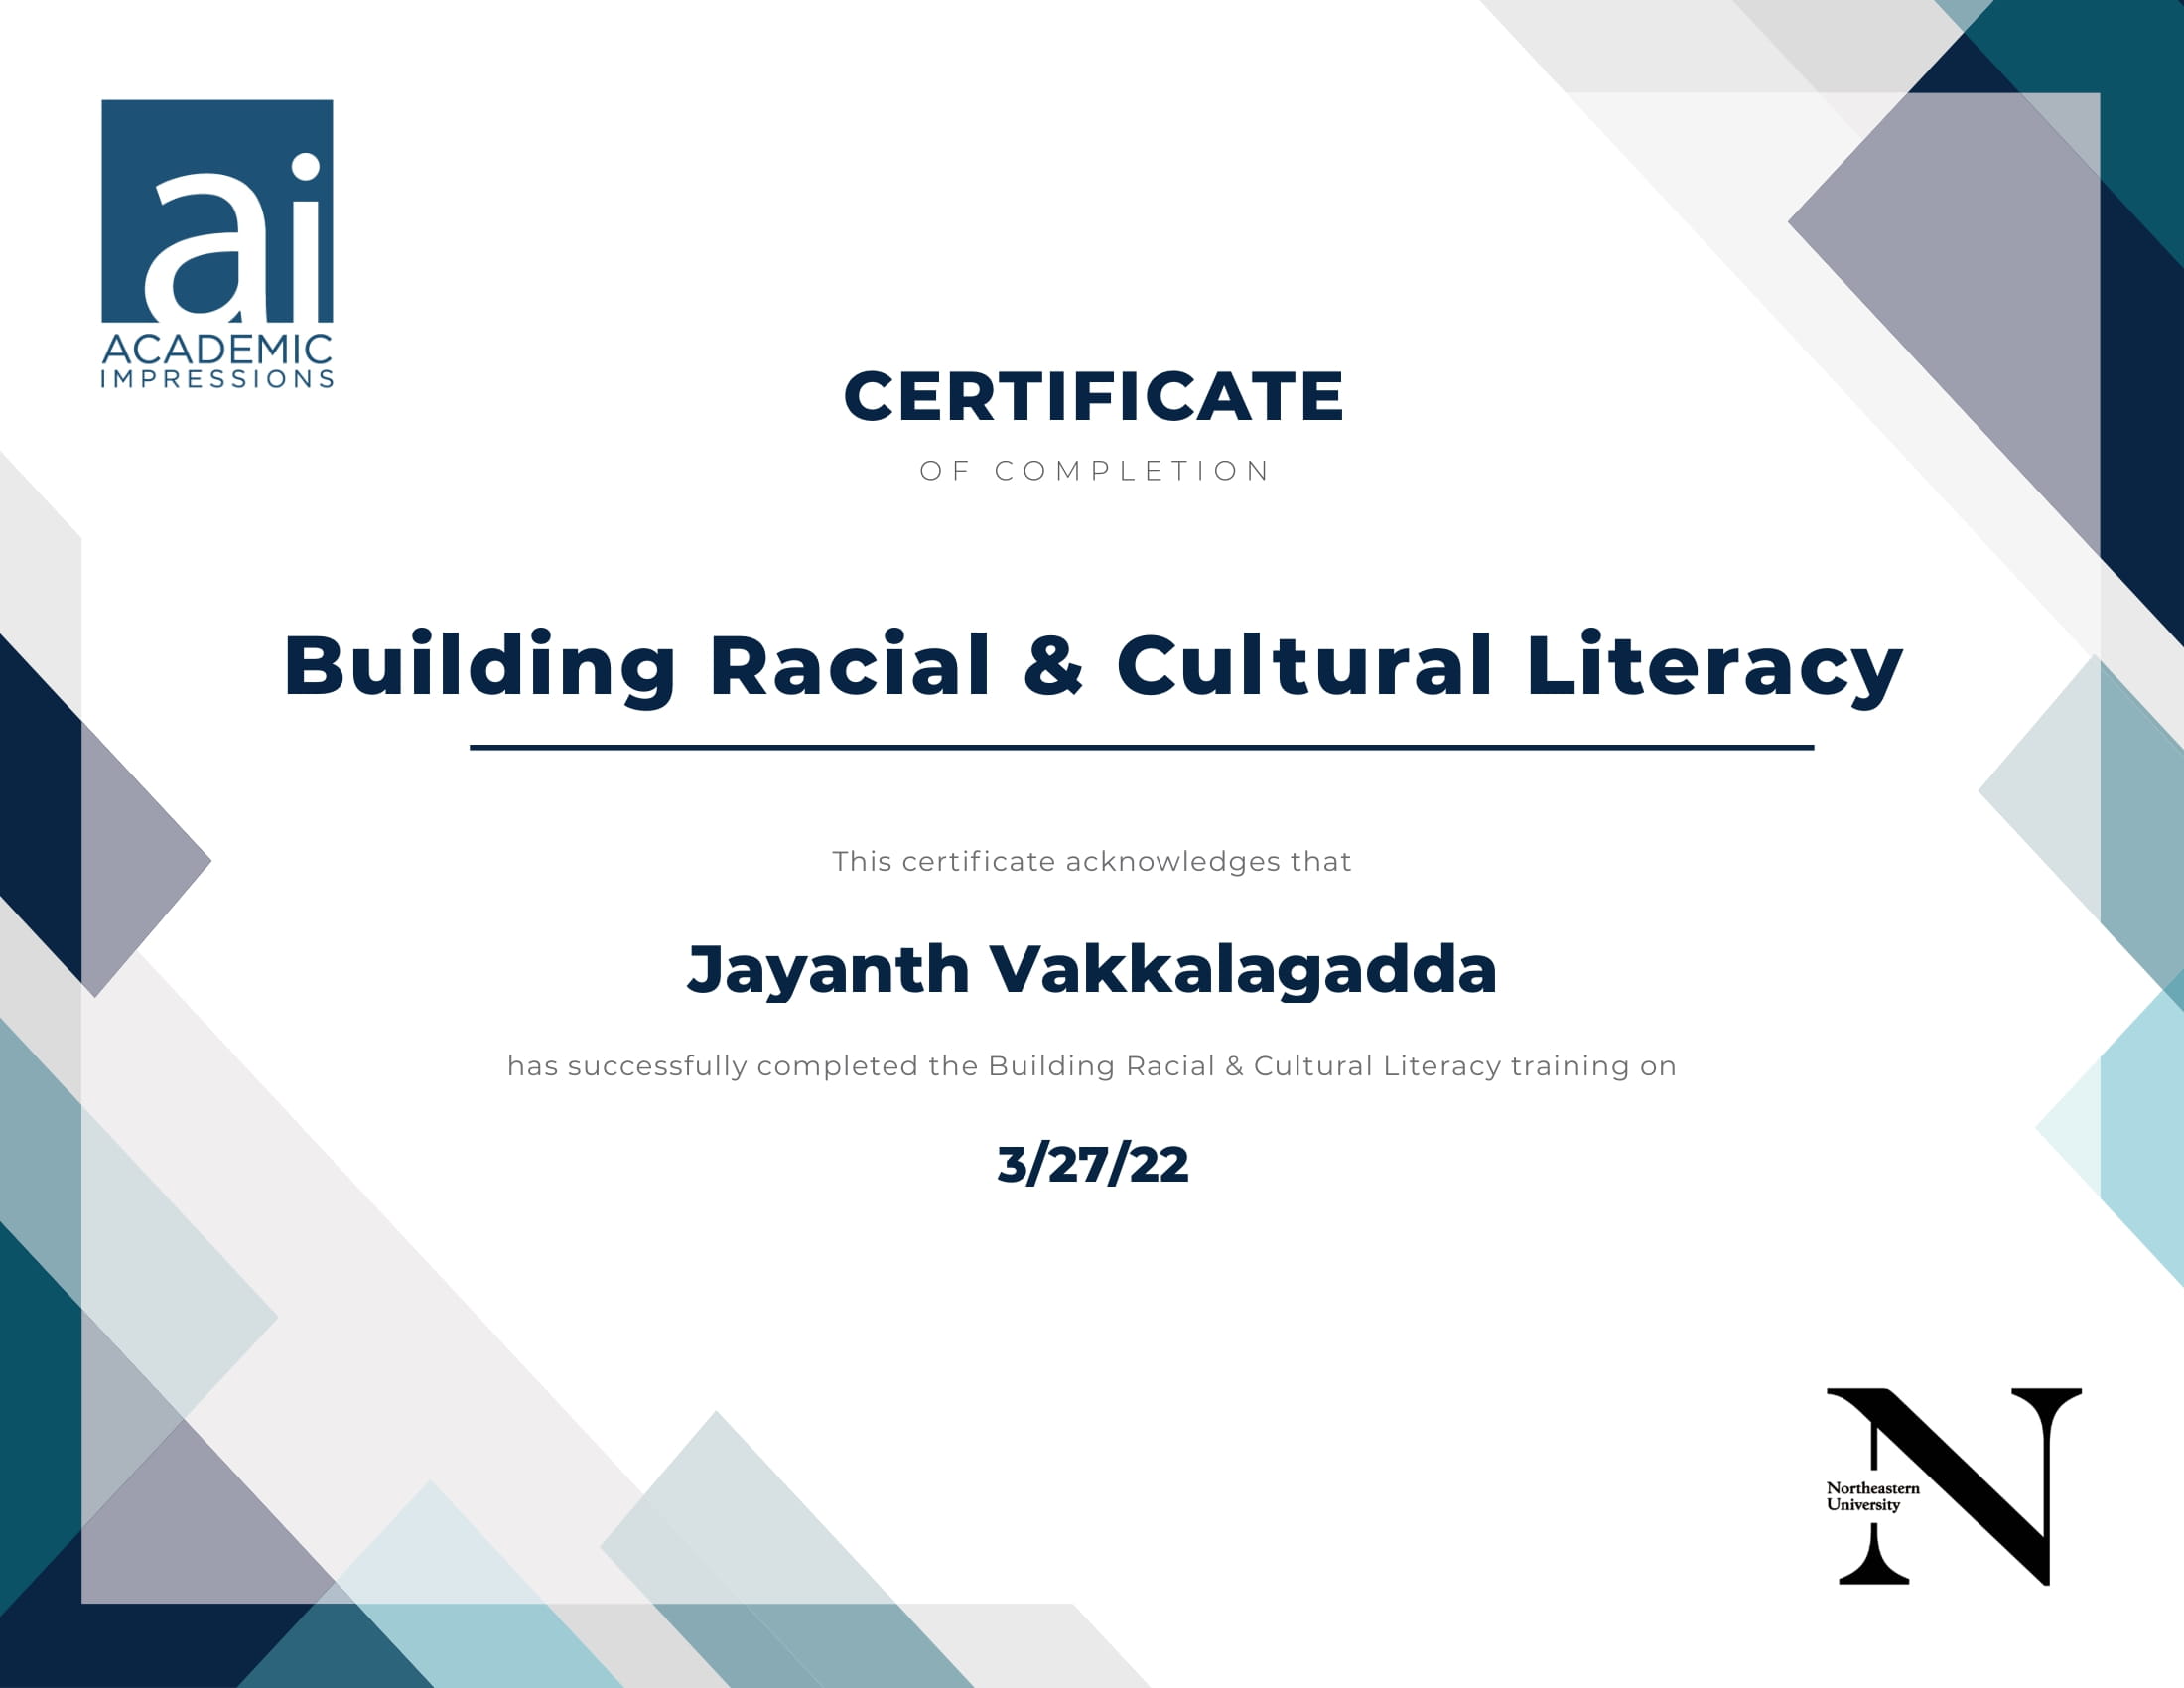 ai
ACADEMIC
IMPRESSIONS
CERTIFICATE
OF COMPLETION
Building Racial & Cultural Literacy
This certificate acknowledges that
Jayanth Vakkalagadda
has successfully completed the Building Racial & Cultural Literacy training on
3/27/22
N
Northeastern
University